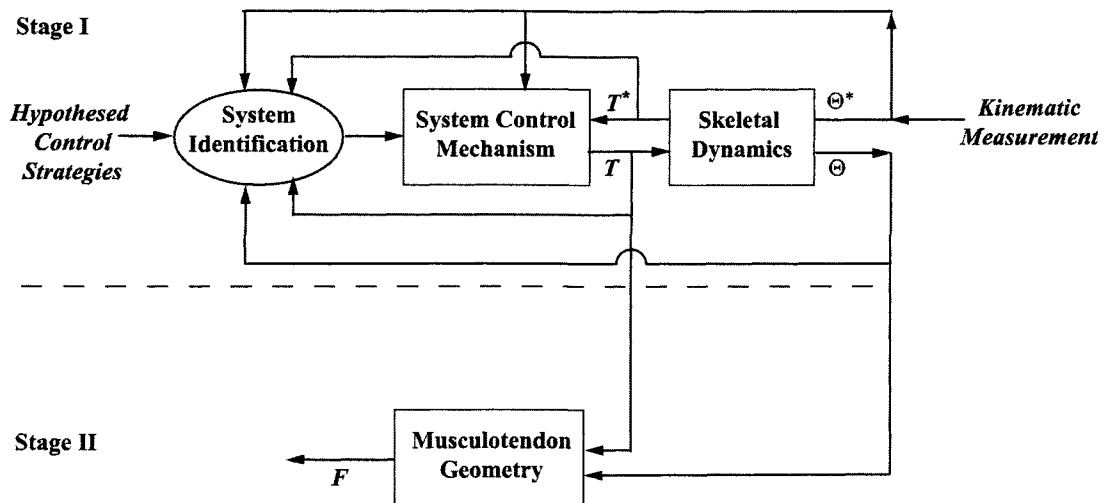 Stage I
Hypothesed
Control
Strategies
System
Identification
System Control
Mechanism
T*
T
Skeletal
Dynamics
Θ*
Θ
Kinematic
Measurement
Stage II
Musculotendon
Geometry
F